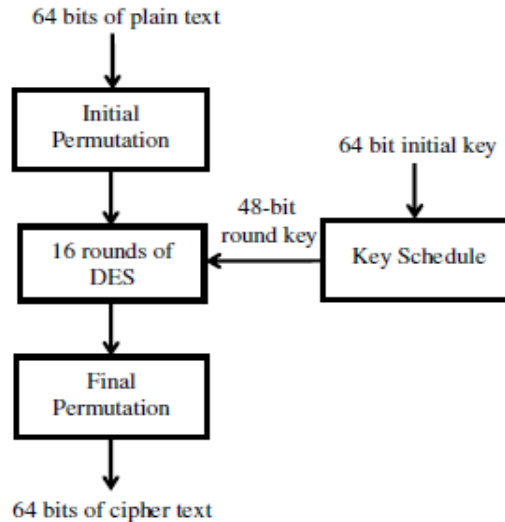 64 bits of plain text
Initial
Permutation
64 bit initial key
48-bit
round key
16 rounds of
DES
Key Schedule
Final
Permutation
64 bits of cipher text